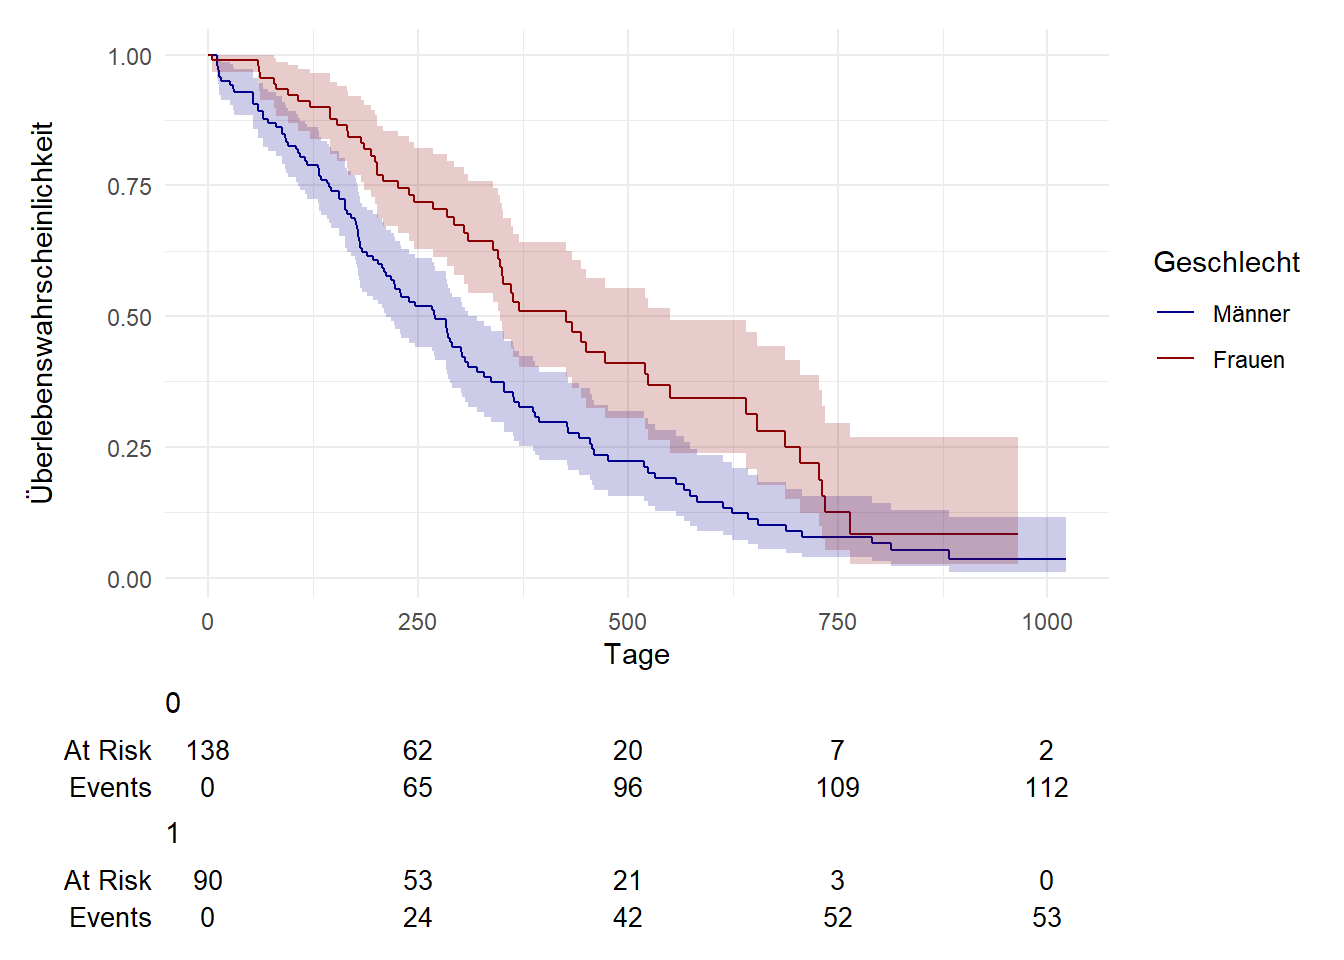 Überlebenswahrscheinlichkeit
1.00
0.75
0.50
0.25
0.00
0 250 500 750 1000
Tage
Geschlecht
Männer
Frauen
0
At Risk 138 62 20 7 2
Events 0 65 96 109 112
1
At Risk 90 53 21 3 0
Events 0 24 42 52 53